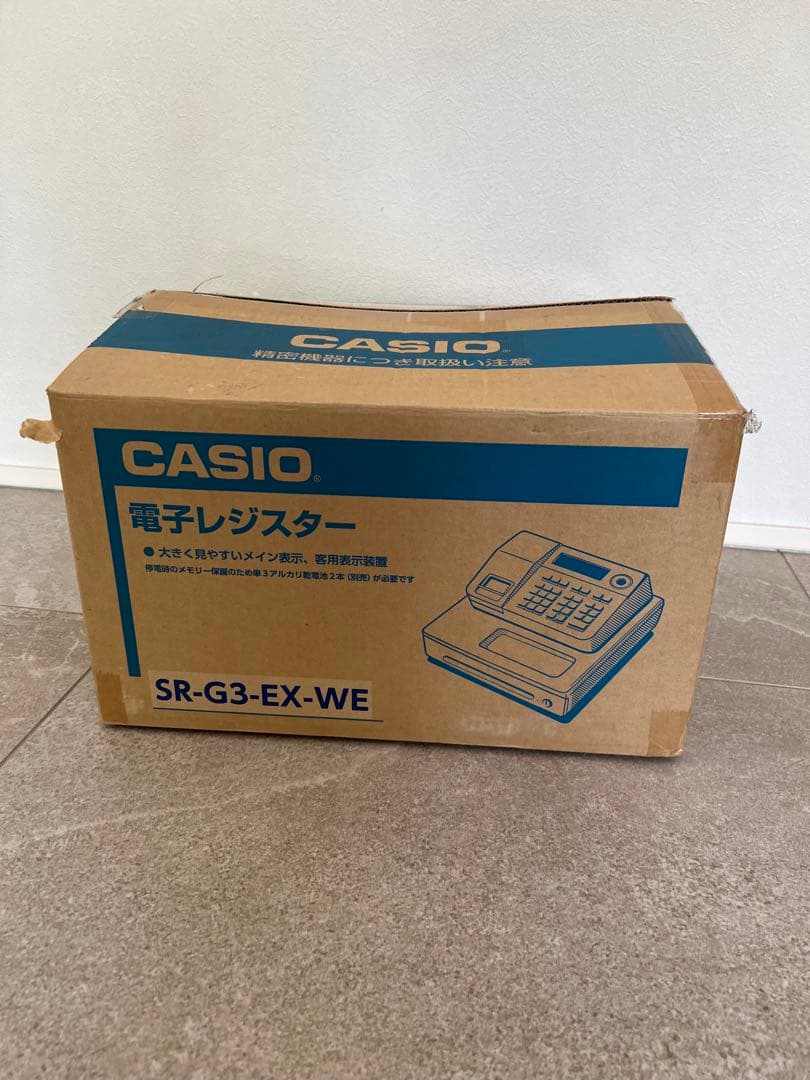 CASIO®
精密機器につき取扱い注意
CASIO®
電子レジスター
● 大きく見やすいメイン表示、客用表示装置
停電時のメモリー保護のため単3アルカリ乾電池2本(別売)が必要です
SR-G3-EX-WE